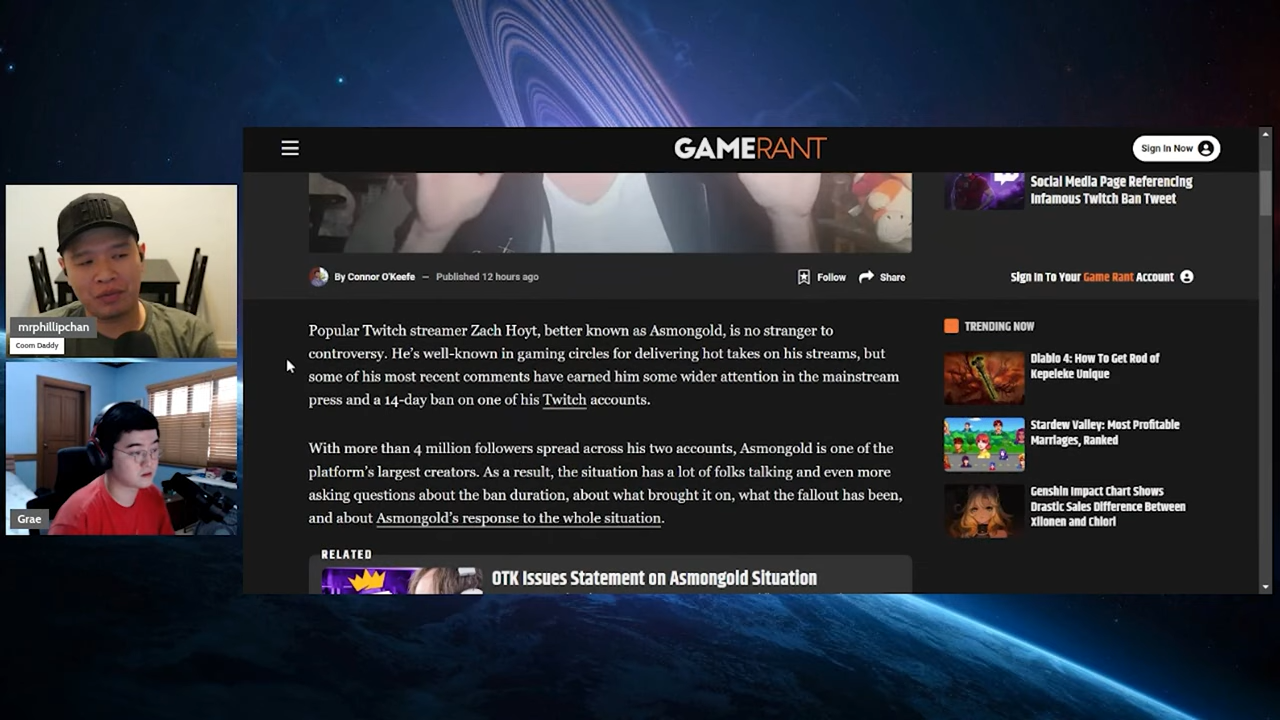 GAMERANT
Sign In Now
Social Media Page Referencing
Infamous Twitch Ban Tweet
By Connor O'Keefe — Published 12 hours ago
Follow
Share
Sign In To Your Game Rant Account
Popular Twitch streamer Zach Hoyt, better known as Asmongold, is no stranger to
controversy. He's well-known in gaming circles for delivering hot takes on his streams, but
some of his most recent comments have earned him some wider attention in the mainstream
press and a 14-day ban on one of his Twitch accounts.
With more than 4 million followers spread across his two accounts, Asmongold is one of the
platform's largest creators. As a result, the situation has a lot of folks talking and even more
asking questions about the ban duration, about what brought it on, what the fallout has been,
and about Asmongold's response to the whole situation.
RELATED
OTK Issues Statement on Asmongold Situation
TRENDING NOW
Diablo 4: How To Get Rod of
Kepeleke Unique
Stardew Valley: Most Profitable
Marriages, Ranked
Genshin Impact Chart Shows
Drastic Sales Difference Between
Xilonen and Chiori
mrphillipchan
Coom Daddy
Grae